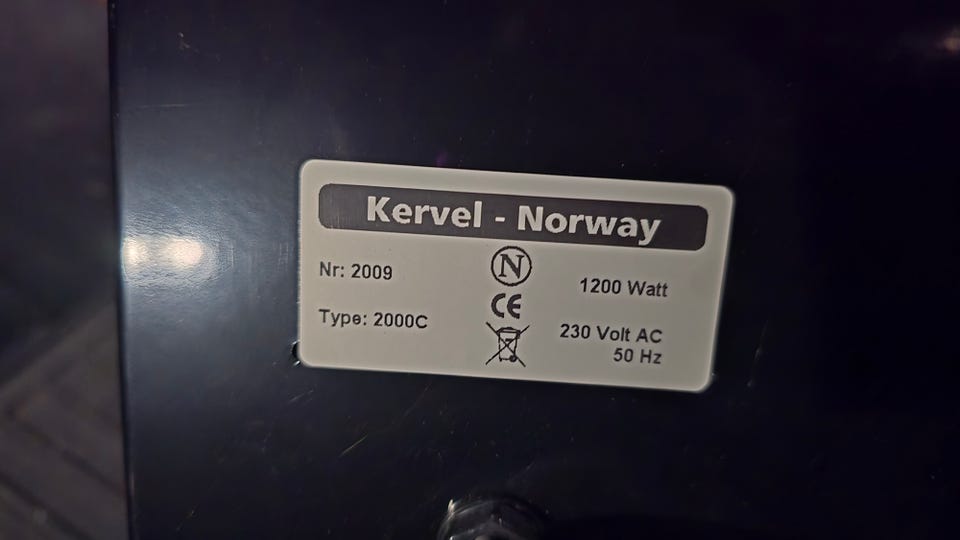 Kervel - Norway
N
Nr: 2009
1200 Watt
CE
Type: 2000C
230 Volt AC
50 Hz